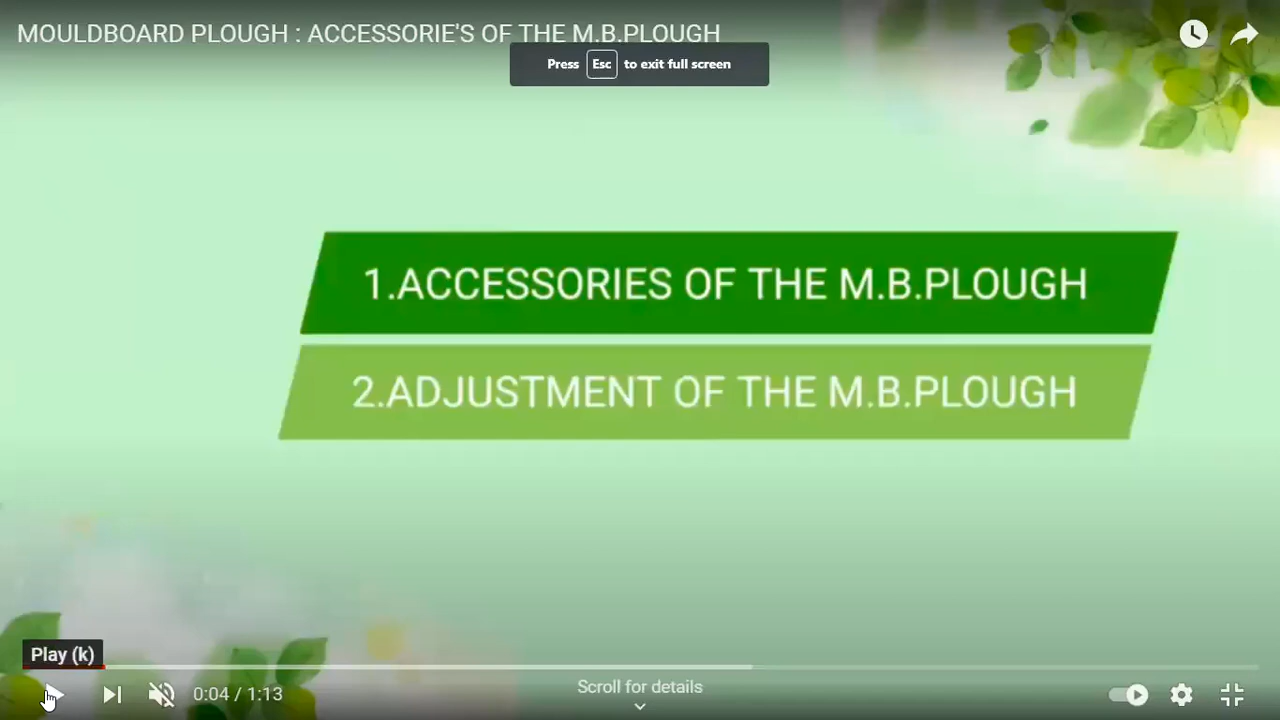 MOULDBOARD PLOUGH : ACCESSORIE'S OF THE M.B.PLOUGH
Press Esc to exit full screen
1.ACCESSORIES OF THE M.B.PLOUGH
2.ADJUSTMENT OF THE M.B.PLOUGH
Play (k)
0:04 / 1:13
Scroll for details